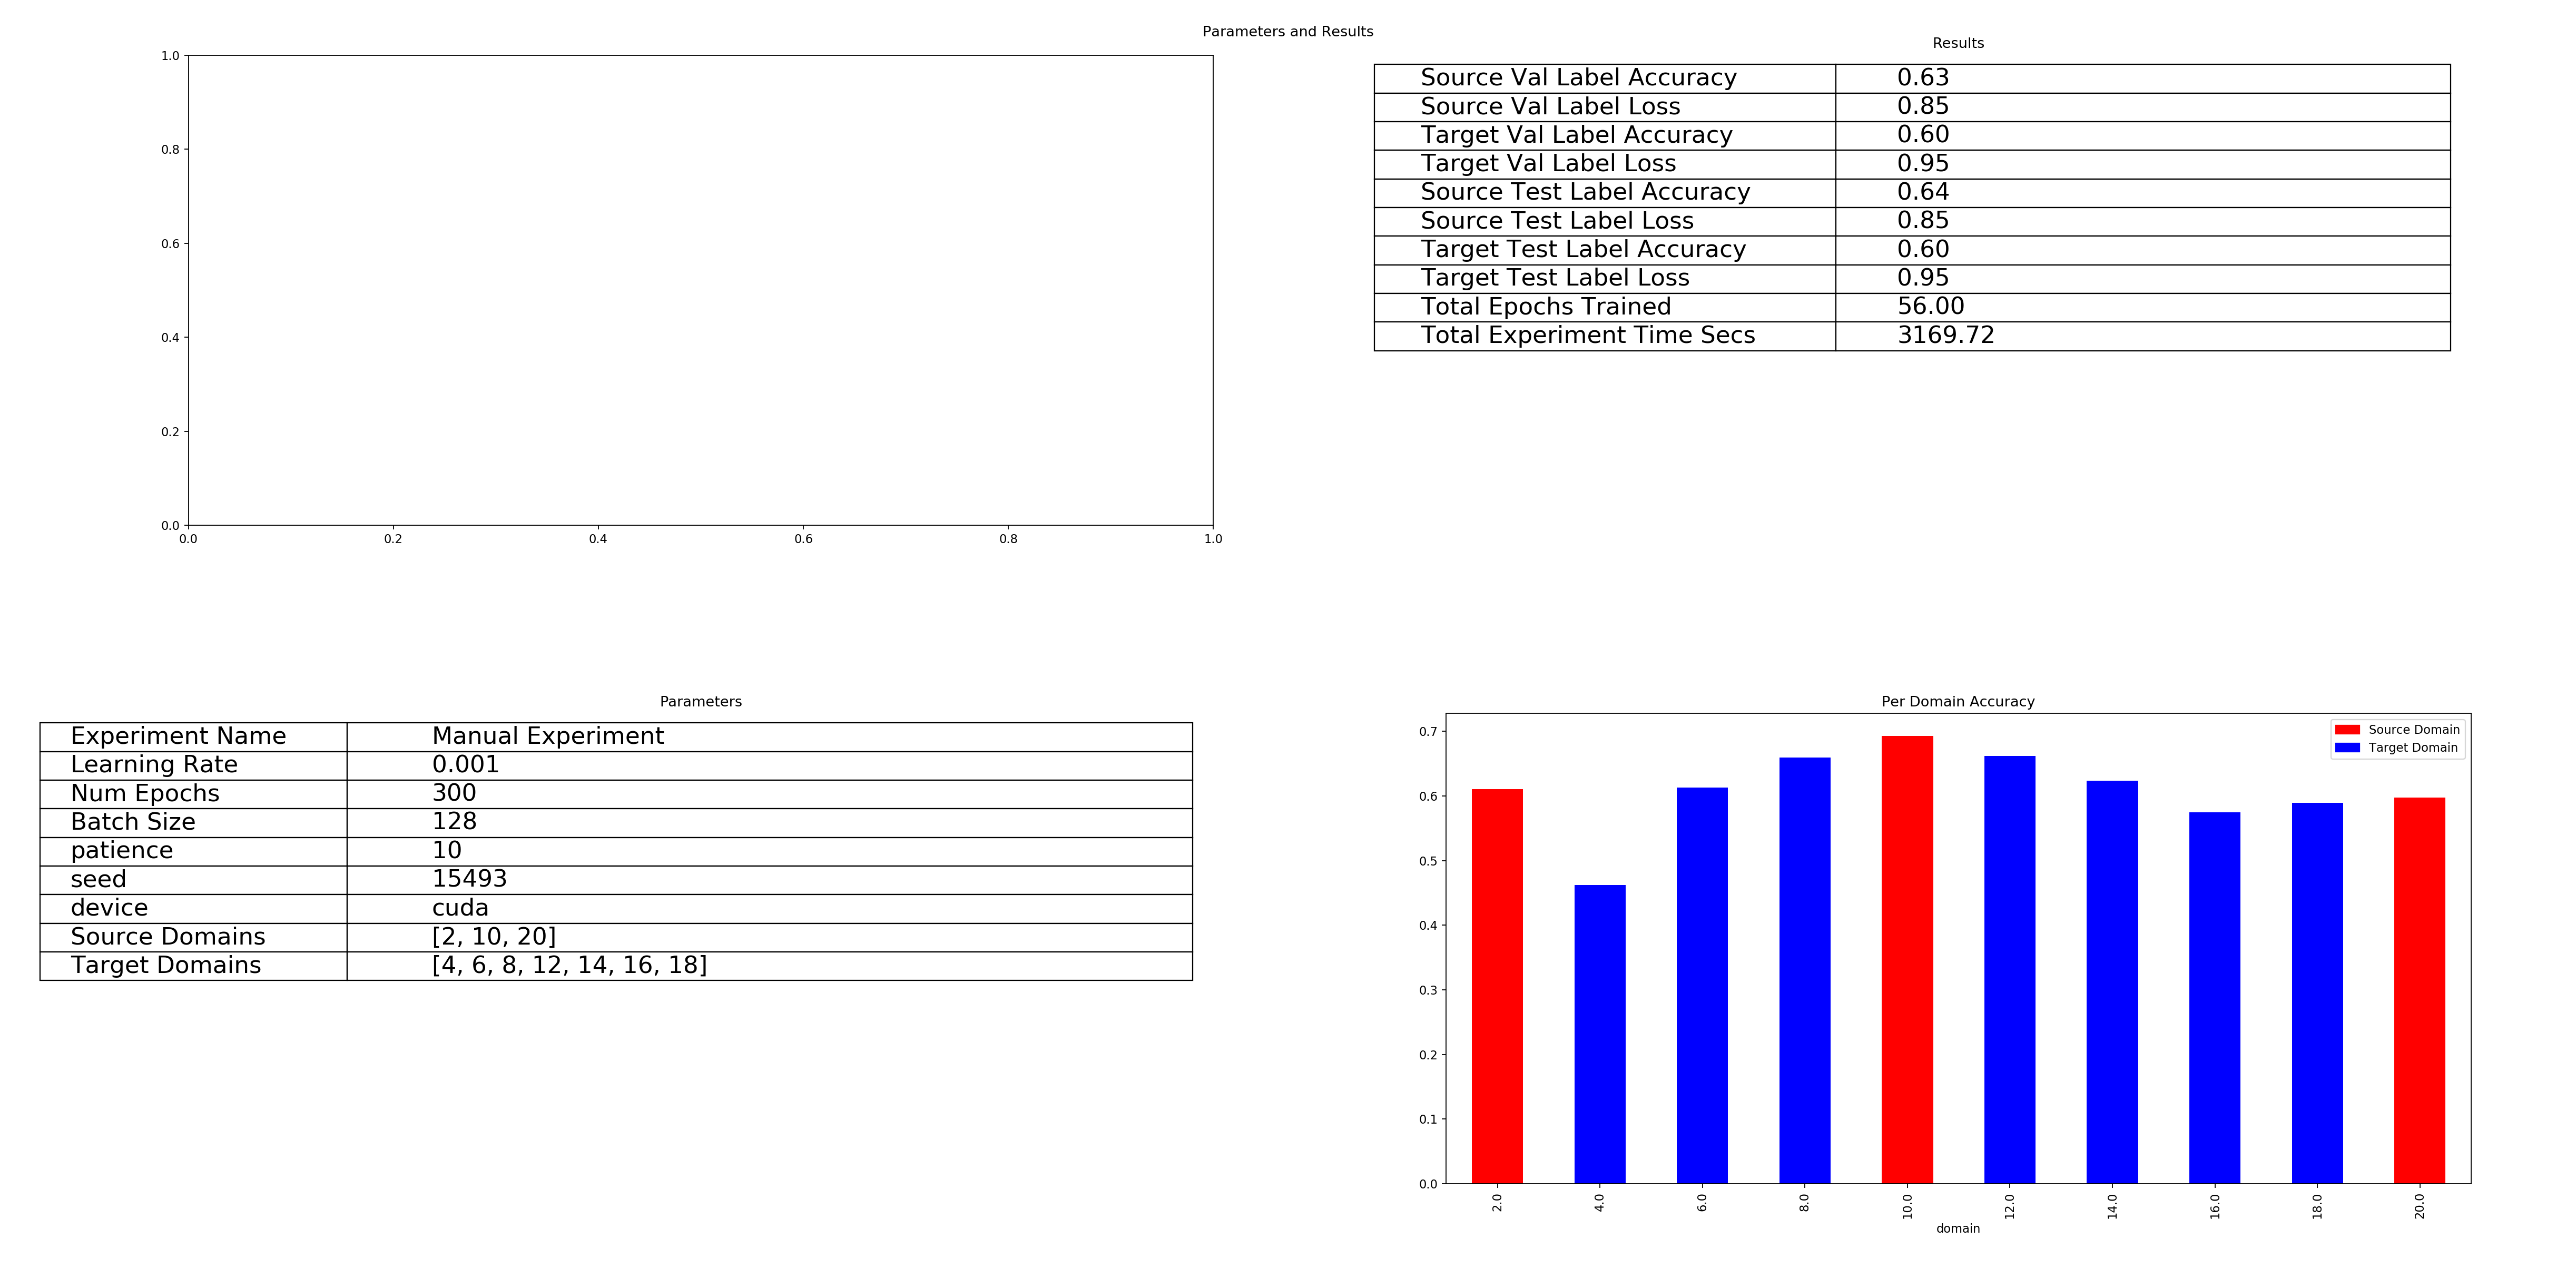 Parameters and Results
1.0
0.8
0.6
0.4
0.2
0.0
0.0 0.2 0.4 0.6 0.8 1.0
Results
Source Val Label Accuracy 0.63
Source Val Label Loss 0.85
Target Val Label Accuracy 0.60
Target Val Label Loss 0.95
Source Test Label Accuracy 0.64
Source Test Label Loss 0.85
Target Test Label Accuracy 0.60
Target Test Label Loss 0.95
Total Epochs Trained 56.00
Total Experiment Time Secs 3169.72
Parameters
Experiment Name Manual Experiment
Learning Rate 0.001
Num Epochs 300
Batch Size 128
patience 10
seed 15493
device cuda
Source Domains [2, 10, 20]
Target Domains [4, 6, 8, 12, 14, 16, 18]
Per Domain Accuracy
Source Domain
Target Domain
0.7
0.6
0.5
0.4
0.3
0.2
0.1
0.0
2.0 4.0 6.0 8.0 10.0 12.0 14.0 16.0 18.0 20.0
domain